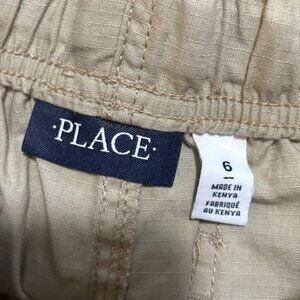 ·PLACE·
6
MADE IN
KENYA
FABRIQUÉ
AU KENYA